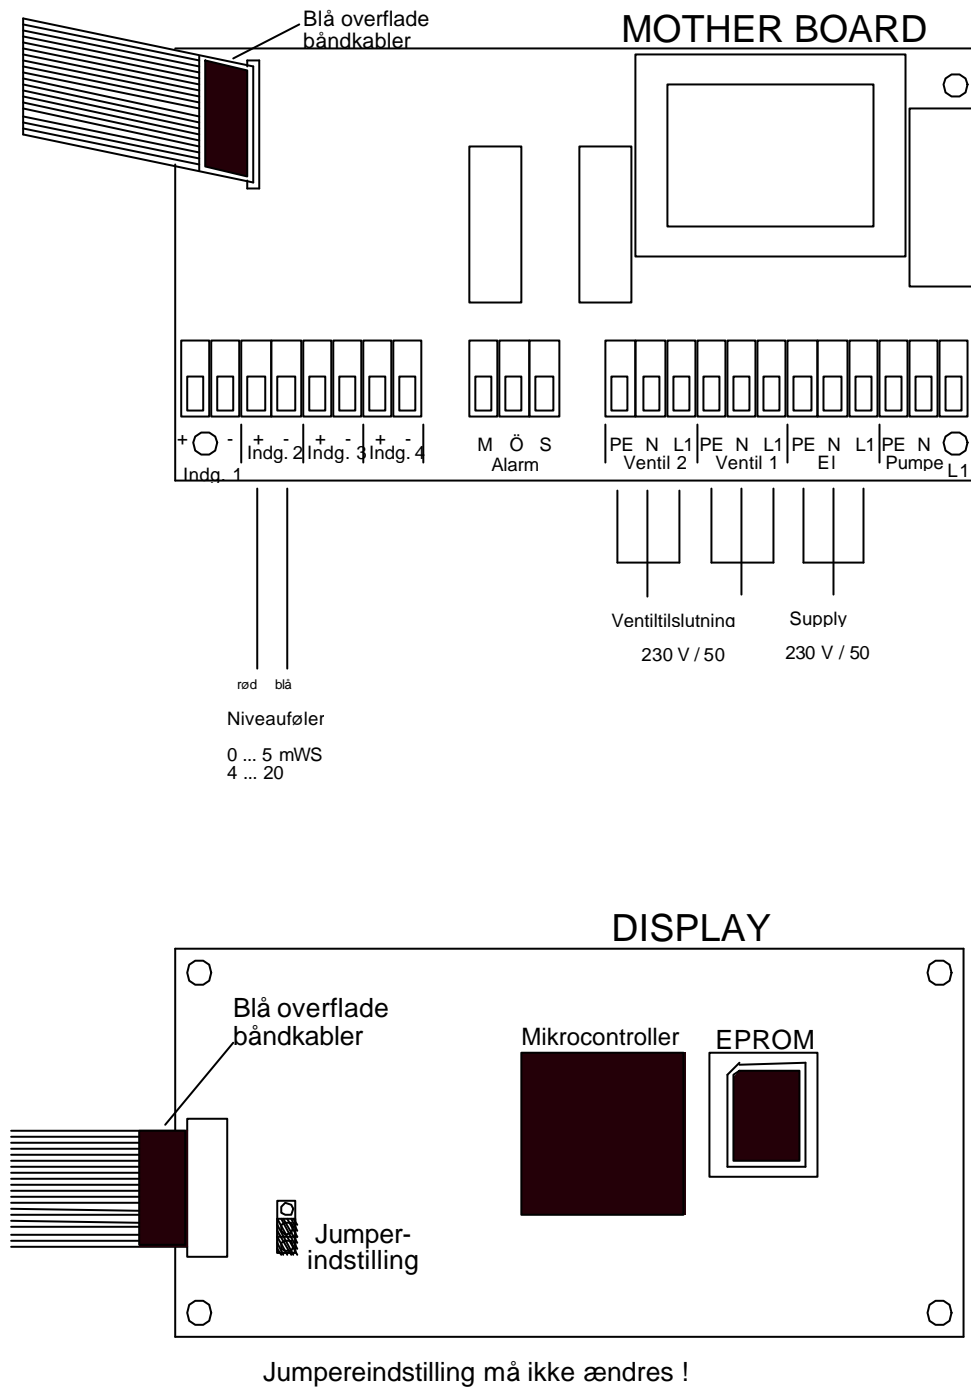 Blå overflade
båndkabler
MOTHER BOARD
+ - + - + - + -
Indg. 1 Indg. 2 Indg. 3 Indg. 4
M Ö S
Alarm
PE N L1 PE N L1 PE N L1 PE N L1
Ventil 2 Ventil 1 El Pumpe
Ventiltilslutning
230 V / 50
Supply
230 V / 50
rød blå
Niveauføler
0 ... 5 mWS
4 ... 20
DISPLAY
Blå overflade
båndkabler
Mikrocontroller
EPROM
Jumper-
indstilling
Jumpereindstilling må ikke ændres !